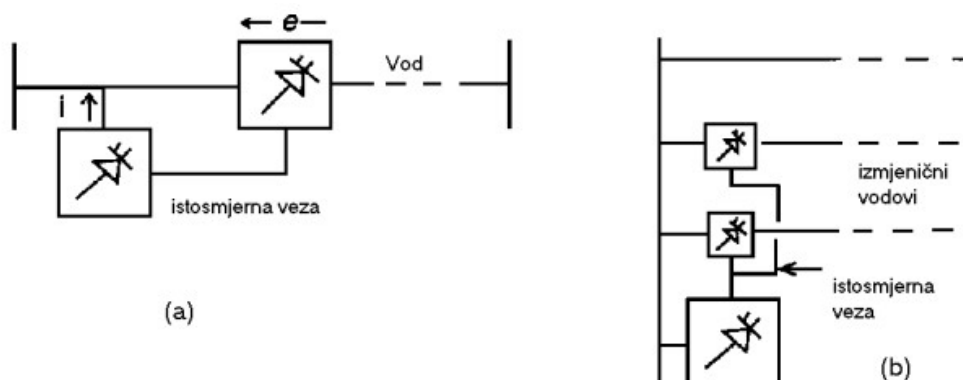 e
Vod
i
istosmjerna veza
(a)
izmjenični
vodovi
istosmjerna
veza
(b)